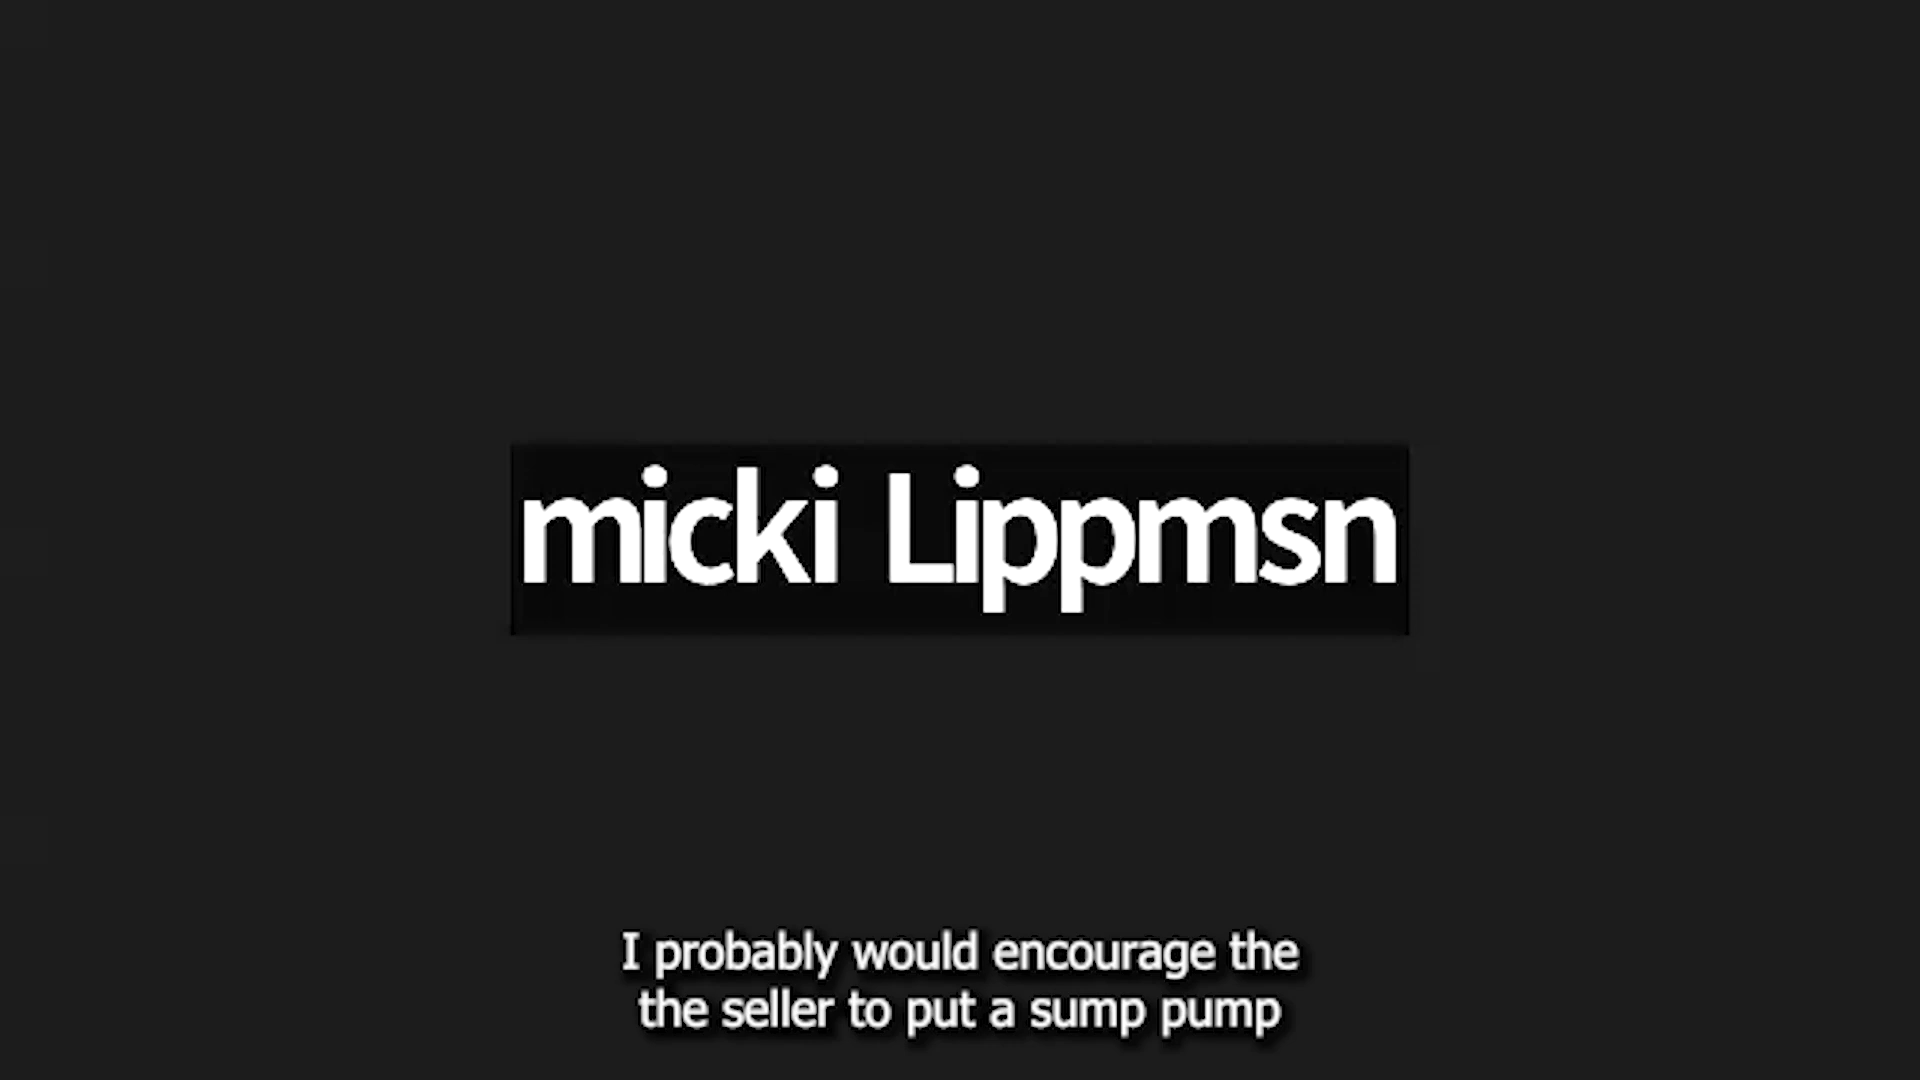 micki Lippmsn
I probably would encourage the
the seller to put a sump pump